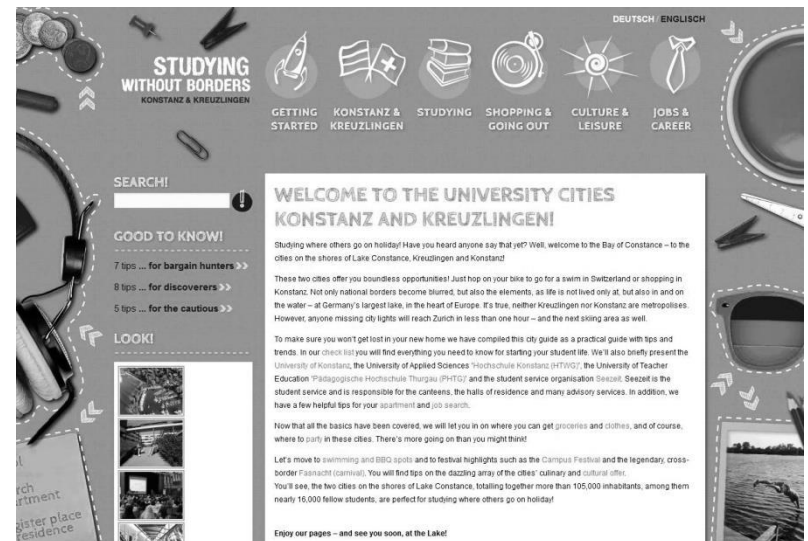 DEUTSCH / ENGLISCH
STUDYING
WITHOUT BORDERS
KONSTANZ & KREUZLINGEN
GETTING
STARTED
KONSTANZ &
KREUZLINGEN
STUDYING
SHOPPING &
GOING OUT
CULTURE &
LEISURE
JOBS &
CAREER
SEARCH!
GOOD TO KNOW!
7 tips ... for bargain hunters
8 tips ... for discoverers
5 tips ... for the cautious
LOOK!
WELCOME TO THE UNIVERSITY CITIES
KONSTANZ AND KREUZLINGEN!
Studying where others go on holiday! Have you heard anyone say that yet? Well, welcome to the Bay of Constance – to the
cities on the shores of Lake Constance, Kreuzlingen and Konstanz!
These two cities offer you boundless opportunities! Just hop on your bike to go for a swim in Switzerland or shopping in
Konstanz. Not only national borders become blurred, but also the elements, as life is not lived only at, but also in and on
the water – at Germany's largest lake, in the heart of Europe. It's true, neither Kreuzlingen nor Konstanz are metropolises.
However, anyone missing city lights will reach Zurich in less than one hour – and the next skiing area as well.
To make sure you won't get lost in your new home we have compiled this city guide as a practical guide with tips and
trends. In our check list you will find everything you need to know for starting your student life. We'll also briefly present the
University of Konstanz, the University of Applied Sciences 'Hochschule Konstanz (HTWG)', the University of Teacher
Education 'Pädagogische Hochschule Thurgau (PHTG)' and the student service organisation Seezeit. Seezeit is the
student service and is responsible for the canteens, the halls of residence and many advisory services. In addition, we
have a few helpful tips for your apartment and job search.
Now that all the basics have been covered, we will let you in on where you can get groceries and clothes, and of course,
where to party in these cities. There's more going on than you might think!
Let's move to swimming and BBQ spots and to festival highlights such as the Campus Festival and the legendary, cross-
border Fasnacht (carnival). You will find tips on the dazzling array of the cities' culinary and cultural offer.
You'll see, the two cities on the shores of Lake Constance, totalling together more than 105,000 inhabitants, among them
nearly 16,000 fellow students, are perfect for studying where others go on holiday!
Enjoy our pages – and see you soon, at the Lake!
place
residence